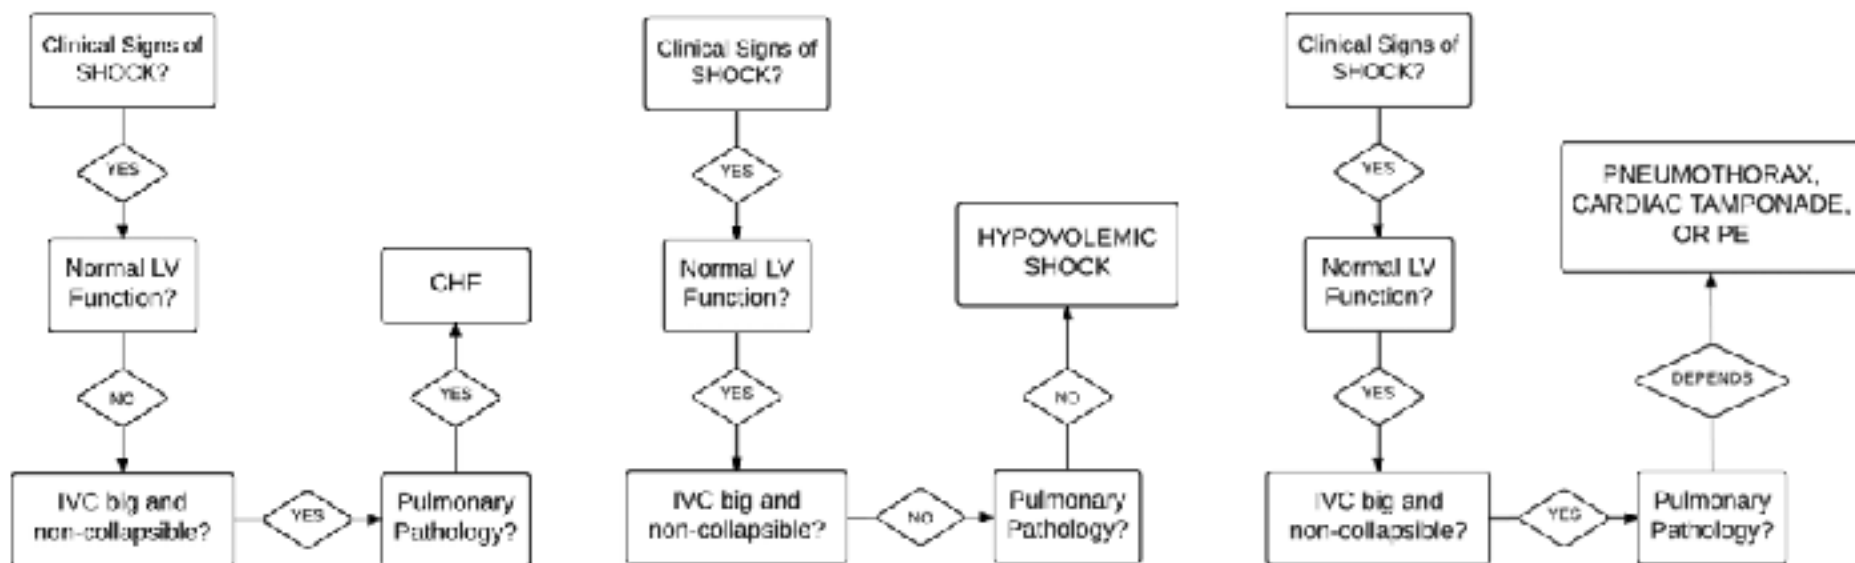 Clinical Signs of
SHOCK?
YES
Normal LV
Function?
NO
IVC big and
non-collapsible?
YES
Pulmonary
Pathology?
YES
CHF
Clinical Signs of
SHOCK?
YES
Normal LV
Function?
YES
IVC big and
non-collapsible?
NO
Pulmonary
Pathology?
NO
HYPOVOLEMIC
SHOCK
Clinical Signs of
SHOCK?
YES
Normal LV
Function?
YES
IVC big and
non-collapsible?
YES
Pulmonary
Pathology?
DEPENDS
PNEUMOTHORAX,
CARDIAC TAMPONADE,
OR PE